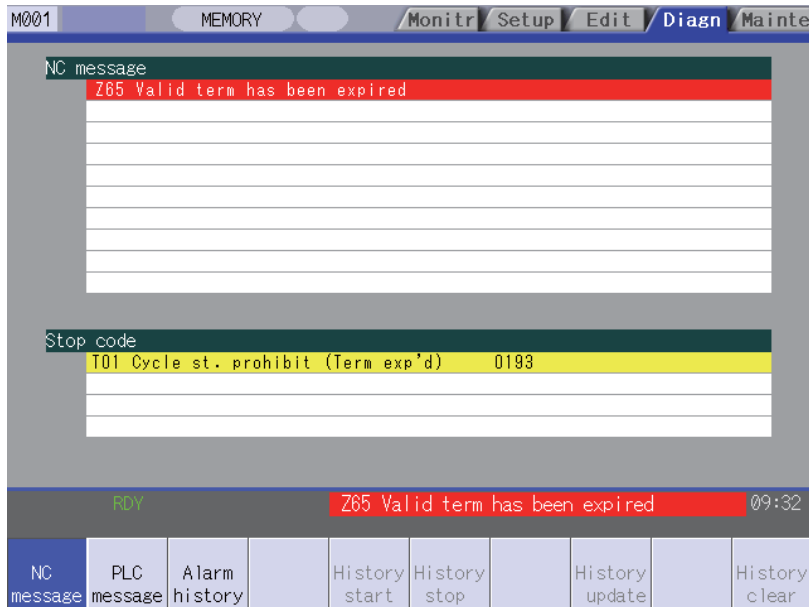 M001 MEMORY Monitr Setup Edit Diagn Mainte
NC message
Z65 Valid term has been expired
Stop code
T01 Cycle st. prohibit (Term exp'd) 0193
RDY Z65 Valid term has been expired 09:32
NC PLC Alarm History History History History
message message history start stop update clear